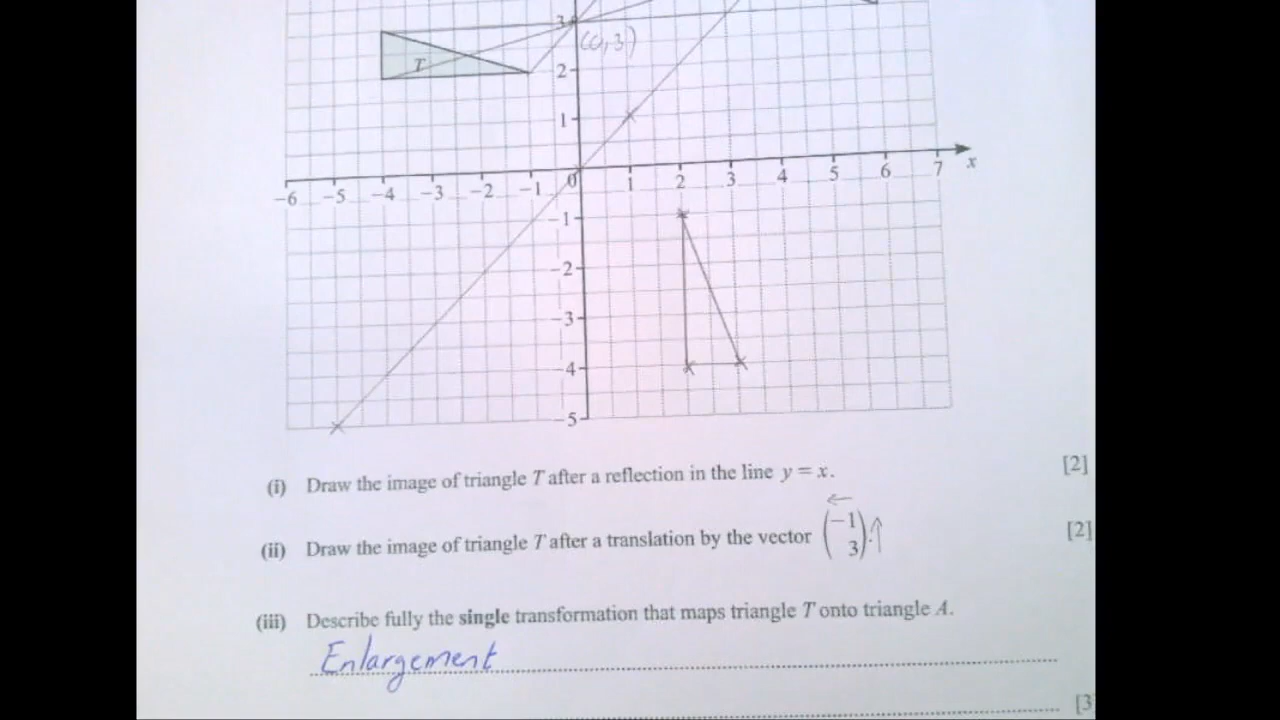 3
(0,3)
T
2
1
-6 -5 -4 -3 -2 -1 0 1 2 3 4 5 6 7 x
-1
-2
-3
-4
-5
(i) Draw the image of triangle T after a reflection in the line y = x. [2]
(ii) Draw the image of triangle T after a translation by the vector (-1 3). [2]
(iii) Describe fully the single transformation that maps triangle T onto triangle A.
Enlargement
[3